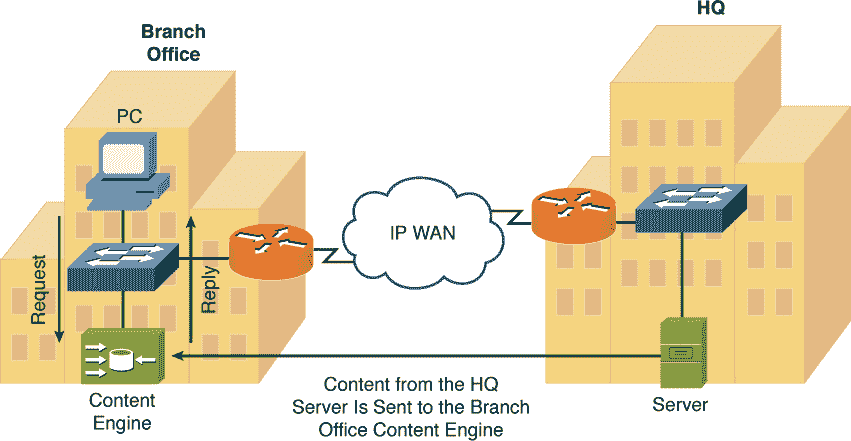 Branch
Office
HQ
PC
IP WAN
Request
Reply
Content
Engine
Content from the HQ
Server Is Sent to the Branch
Office Content Engine
Server